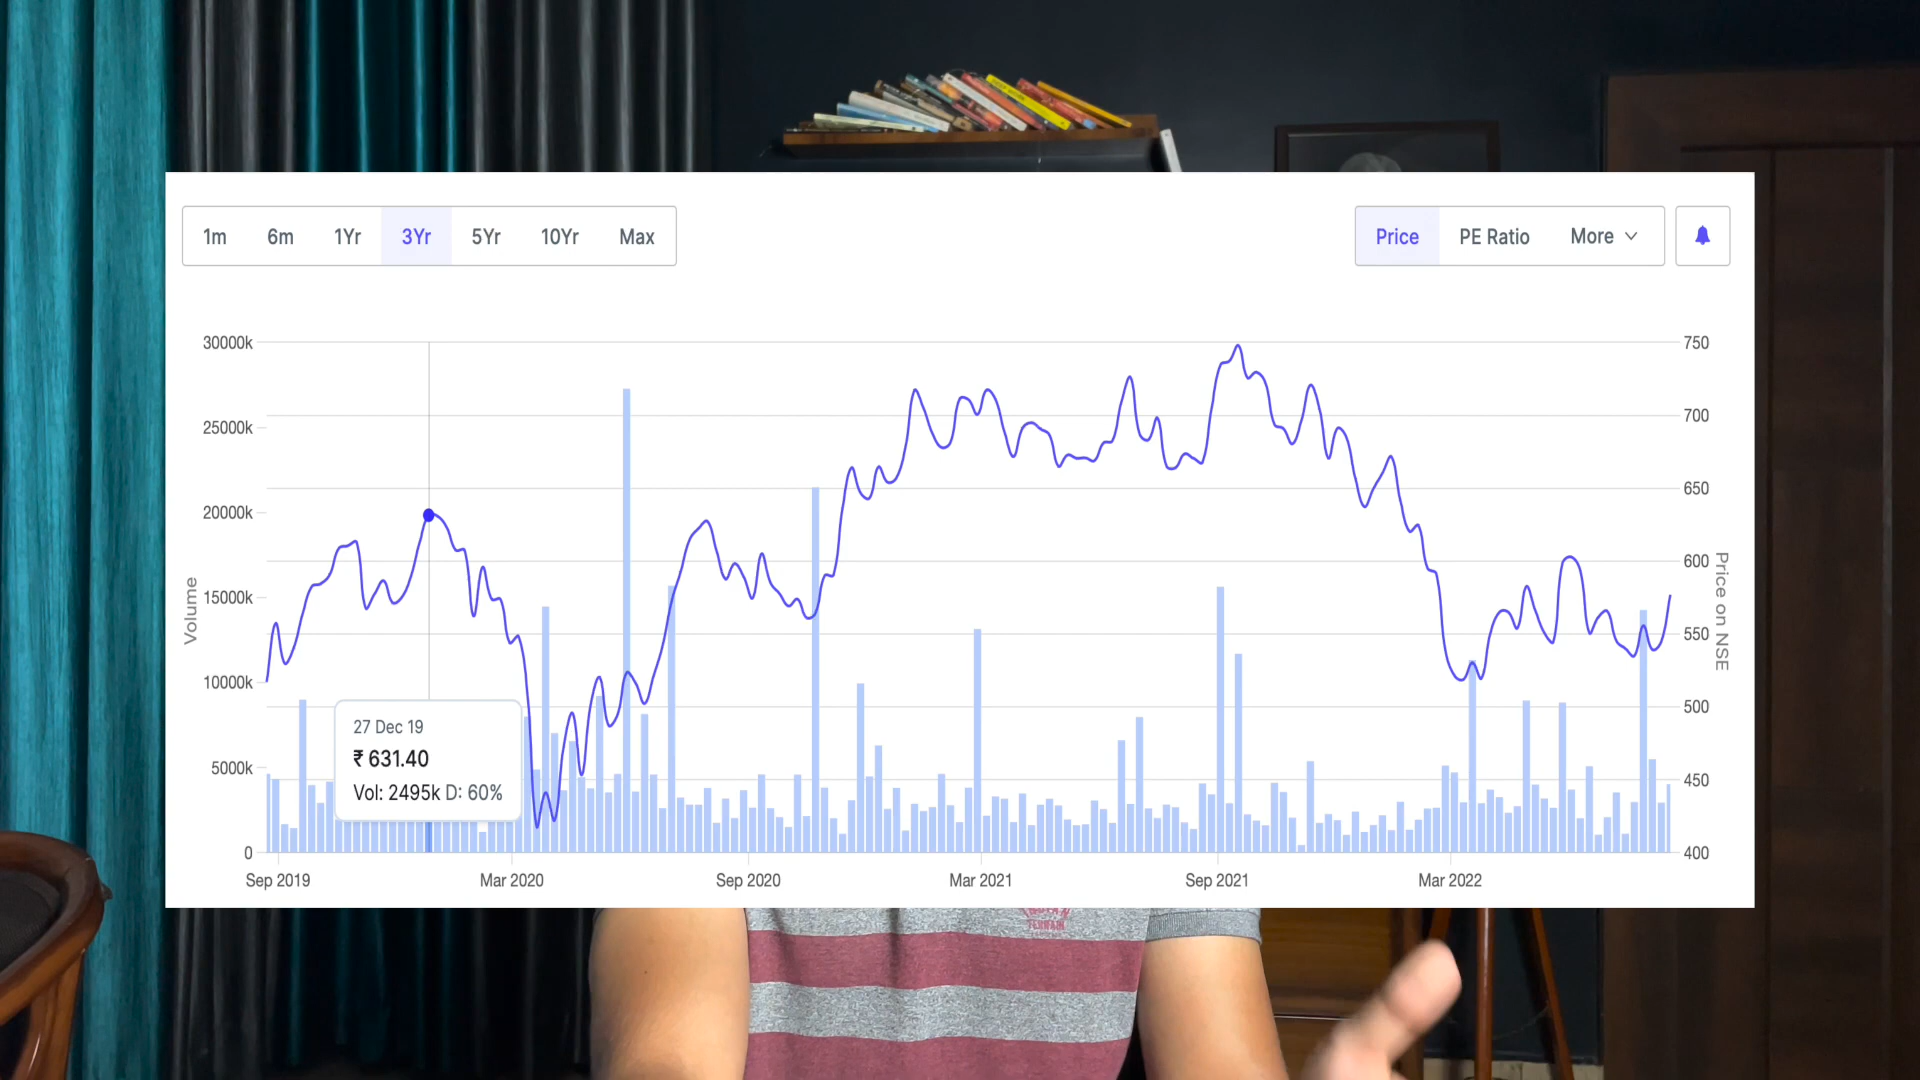 1m 6m 1Yr 3Yr 5Yr 10Yr Max
Price PE Ratio More
30000k
25000k
20000k
15000k
10000k
5000k
0
Volume
750
700
650
600
550
500
450
400
Price on NSE
27 Dec 19
₹ 631.40
Vol: 2495k D: 60%
Sep 2019 Mar 2020 Sep 2020 Mar 2021 Sep 2021 Mar 2022
TERRAIN